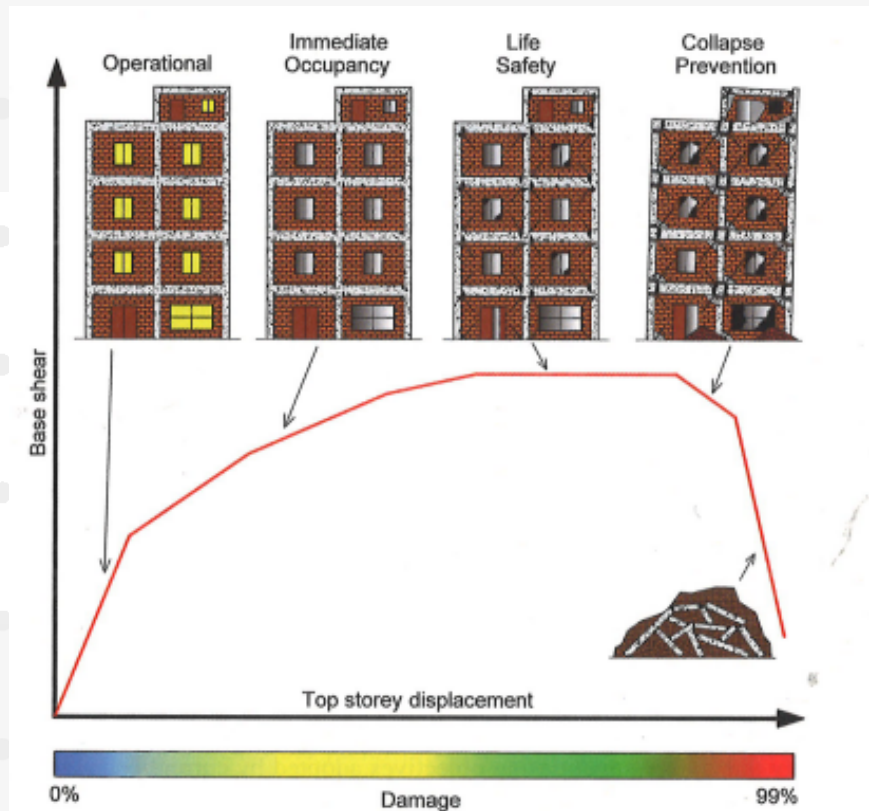 Operational
Immediate
Occupancy
Life
Safety
Collapse
Prevention
Base shear
Top storey displacement
0%
99%
Damage